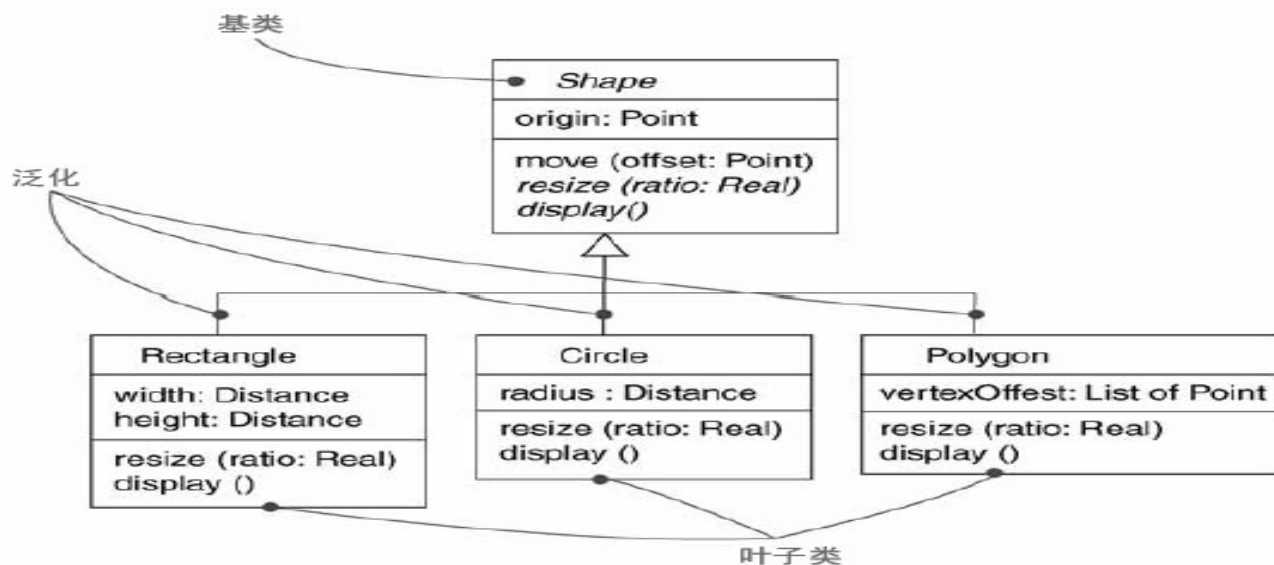 基类
Shape
origin: Point
move (offset: Point)
resize (ratio: Real)
display()
泛化
Rectangle
width: Distance
height: Distance
resize (ratio: Real)
display ()
Circle
radius : Distance
resize (ratio: Real)
display ()
Polygon
vertexOffest: List of Point
resize (ratio: Real)
display ()
叶子类